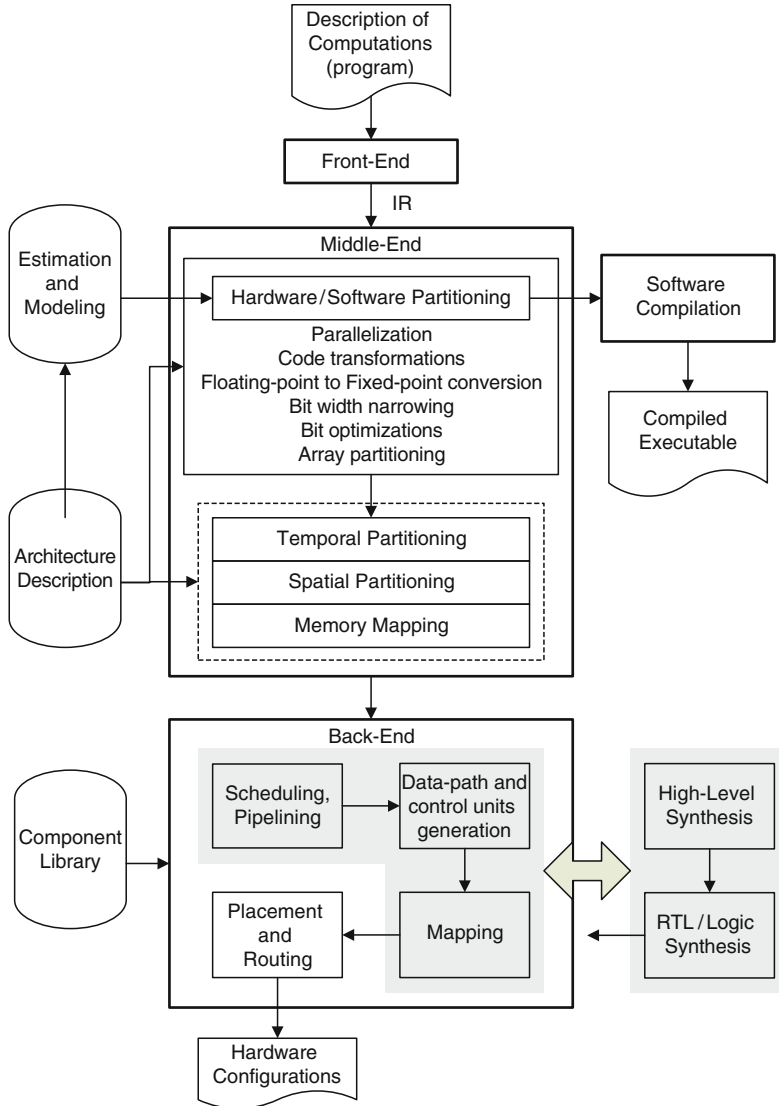 Description of
Computations
(program)
Front-End
IR
Middle-End
Estimation
and
Modeling
Hardware/Software Partitioning
Software
Compilation
Parallelization
Code transformations
Floating-point to Fixed-point conversion
Bit width narrowing
Bit optimizations
Array partitioning
Compiled
Executable
Architecture
Description
Temporal Partitioning
Spatial Partitioning
Memory Mapping
Back-End
Component
Library
Scheduling,
Pipelining
Data-path and
control units
generation
High-Level
Synthesis
Placement
and
Routing
Mapping
RTL/Logic
Synthesis
Hardware
Configurations